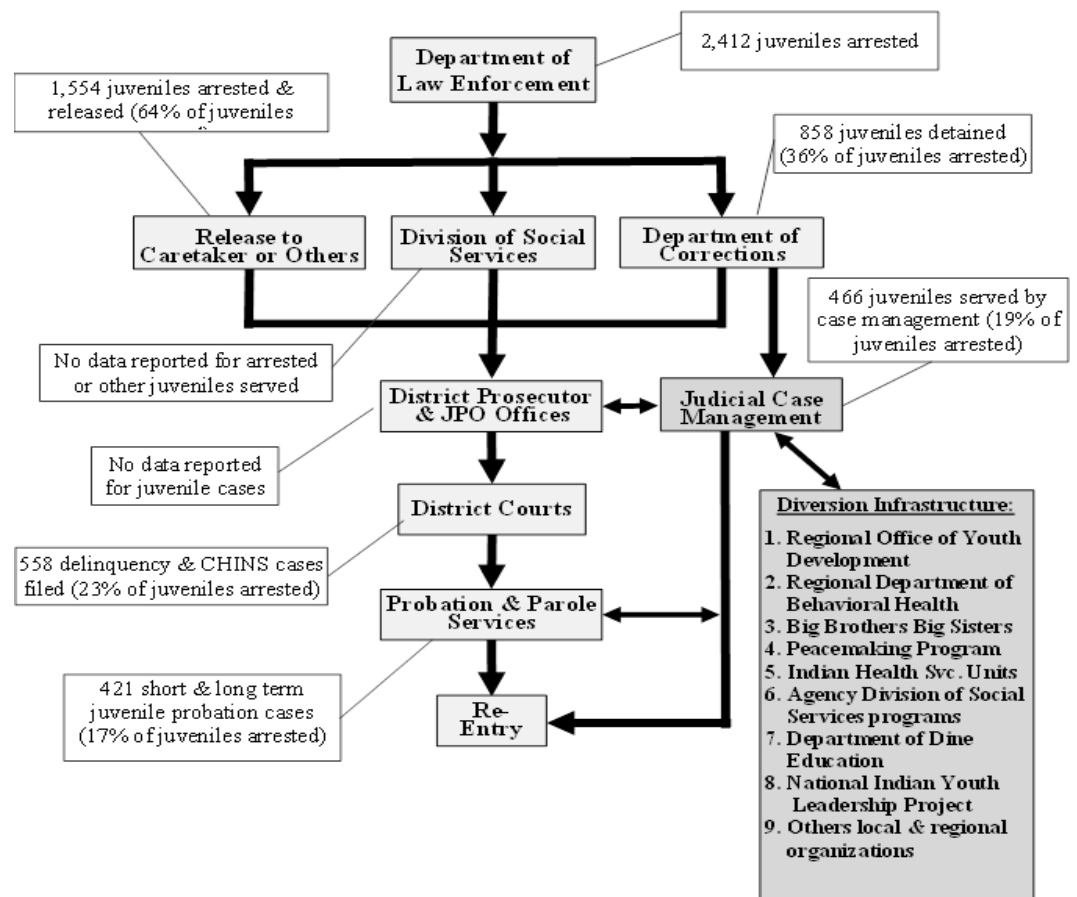 2,412 juveniles arrested
Department of
Law Enforcement
1,554 juveniles arrested &
released (64% of juveniles
858 juveniles detained
(36% of juveniles arrested)
Release to
Caretaker or Others
Division of Social
Services
Department of
Corrections
466 juveniles served by
case management (19% of
juveniles arrested)
No data reported for arrested
or other juveniles served
District Prosecutor
& JPO Offices
Judicial Case
Management
No data reported
for juvenile cases
District Courts
558 delinquency & CHINS cases
filed (23% of juveniles arrested)
Probation & Parole
Services
421 short & long term
juvenile probation cases
(17% of juveniles arrested)
Re-
Entry
Diversion Infrastructure:
1. Regional Office of Youth
Development
2. Regional Department of
Behavioral Health
3. Big Brothers Big Sisters
4. Peacemaking Program
5. Indian Health Svc. Units
6. Agency Division of Social
Services programs
7. Department of Dine
Education
8. National Indian Youth
Leadership Project
9. Others local & regional
organizations